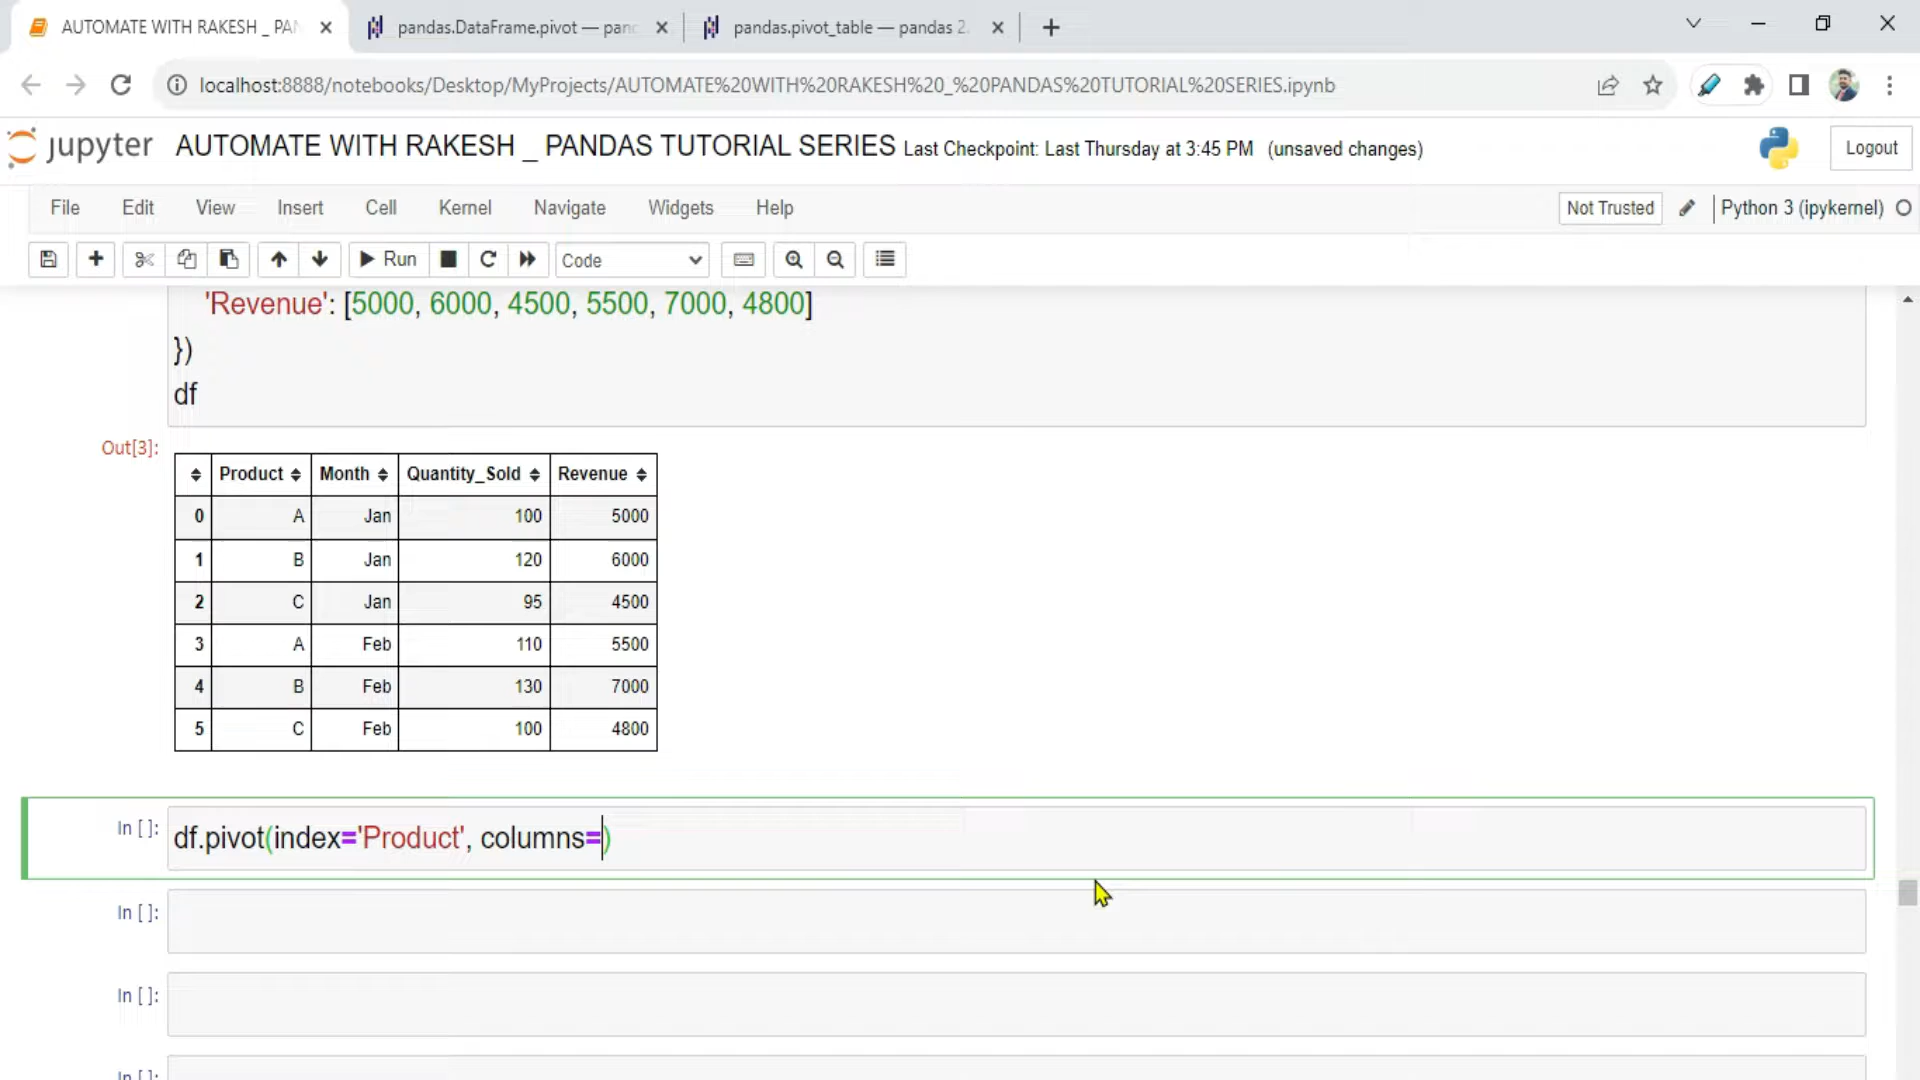 AUTOMATE WITH RAKESH _ PAN
pandas.DataFrame.pivot — pand
pandas.pivot_table — pandas 2.
localhost:8888/notebooks/Desktop/MyProjects/AUTOMATE%20WITH%20RAKESH%20_%20PANDAS%20TUTORIAL%20SERIES.ipynb
jupyter AUTOMATE WITH RAKESH _ PANDAS TUTORIAL SERIES Last Checkpoint: Last Thursday at 3:45 PM (unsaved changes) Logout
File Edit View Insert Cell Kernel Navigate Widgets Help Not Trusted Python 3 (ipykernel)
Run Code
'Revenue': [5000, 6000, 4500, 5500, 7000, 4800]
})
df
Out[3]:
Product Month Quantity_Sold Revenue
0 A Jan 100 5000
1 B Jan 120 6000
2 C Jan 95 4500
3 A Feb 110 5500
4 B Feb 130 7000
5 C Feb 100 4800
In [ ]: df.pivot(index='Product', columns=)
In [ ]:
In [ ]:
In [ ]: